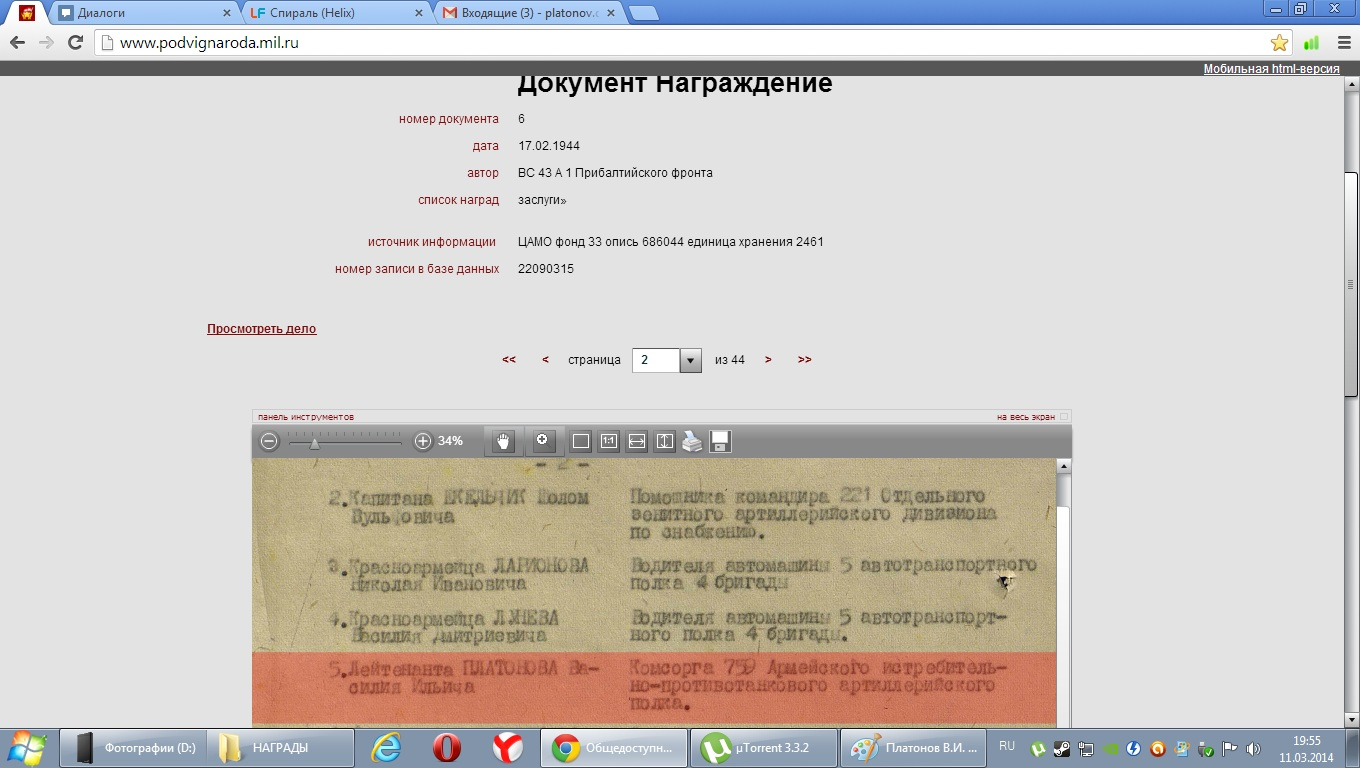 Диалоги
Спираль (Helix)
Входящие (3) - platonov.
www.podvignaroda.mil.ru
Мобильная html-версия
Документ Награждение
номер документа 6
дата 17.02.1944
автор ВС 43 А 1 Прибалтийского фронта
список наград заслуги»
источник информации ЦАМО фонд 33 опись 686044 единица хранения 2461
номер записи в базе данных 22090315
Просмотреть дело
<< < страница 2 из 44 > >>
панель инструментов на весь экран
34% 1:1
- 2 -
2.Капитана Шолом Помощника командира 221 Отдельного
Вульфовича зенитного артиллерийского дивизиона
по снабжению.
3.Красноармейца ЛАРИОНОВА Водителя автомашины 5 автотранспортного
Николая Ивановича полка 4 бригады
4.Красноармейца Водителя автомашины 5 автотранспорт-
Василия Дмитриевича ного полка 4 бригады.
5.Лейтенанта ПЛАТОНОВА Ва- Комсорга 759 Армейского истребитель-
силия Ильича но-противотанкового артиллерийского
полка.
Фотографии (D:) НАГРАДЫ Общедоступн... µTorrent 3.3.2 Платонов В.И. ... RU 19:55
11.03.2014